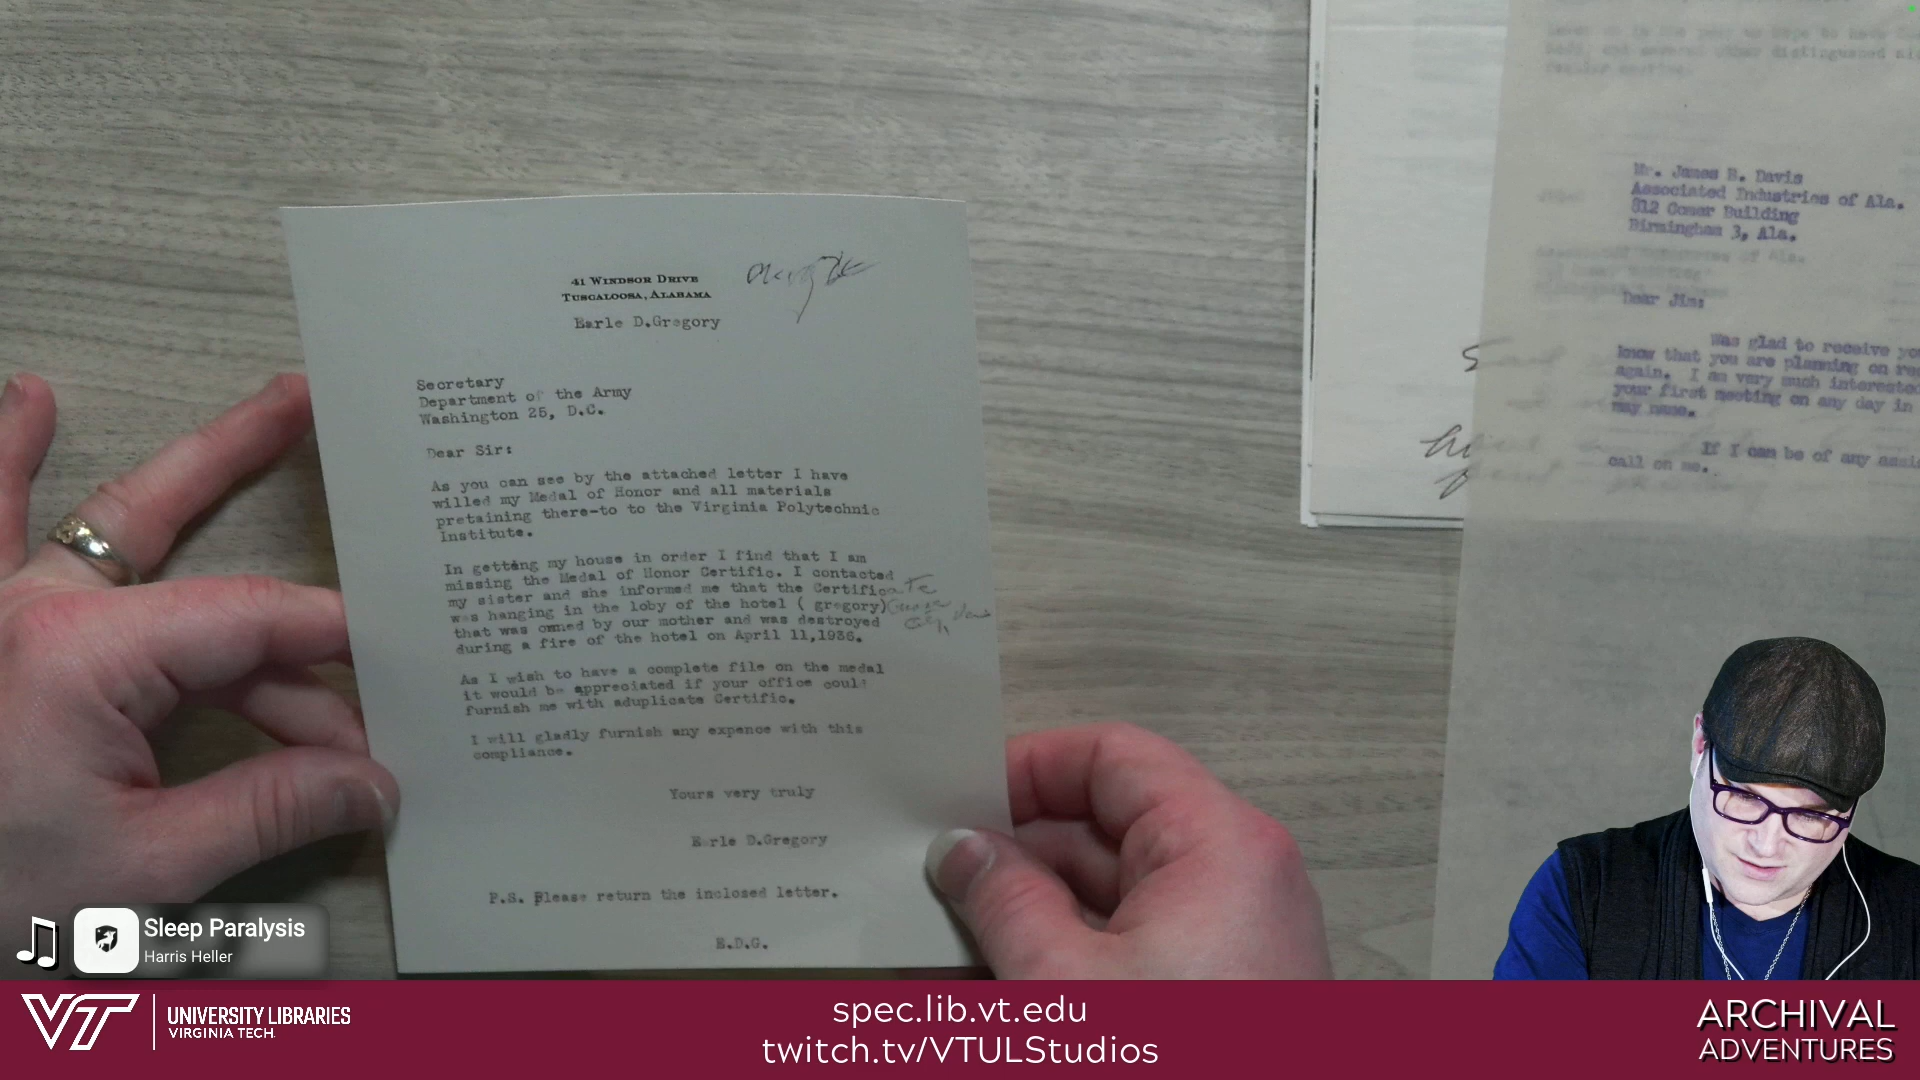 41 WINDSOR DRIVE
TUSCALOOSA, ALABAMA
Earle D.Gregory
Secretary
Department of the Army
Washington 25, D.C.
Dear Sir:
As you can see by the attached letter I have
willed my Medal of Honor and all materials
pretaining there-to to the Virginia Polytechnic
Institute.
In getting my house in order I find that I am
missing the Medal of Honor Certific. I contacted
my sister and she informed me that the Certificate
was hanging in the loby of the hotel ( gregory)
that was owned by our mother and was destroyed
during a fire of the hotel on April 11,1936.
As I wish to have a complete file on the medal
it would be appreciated if your office could
furnish me with aduplicate Certific.
I will gladly furnish any expence with this
compliance.
Yours very truly
Earle D.Gregory
P.S. Please return the inclosed letter.
E.D.G.
distinguished
Mr. James B. Davis
Associated Industries of Ala.
812 Comer Building
Birmingham 3, Ala.
Dear Jim:
Was glad to receive
know that you are planning on
again. I am very much interested
your first meeting on any day in
may name.
If I can be of any
call on me.
Sleep Paralysis
Harris Heller
VT
UNIVERSITY LIBRARIES
VIRGINIA TECH
spec.lib.vt.edu
twitch.tv/VTULStudios
ARCHIVAL
ADVENTURES